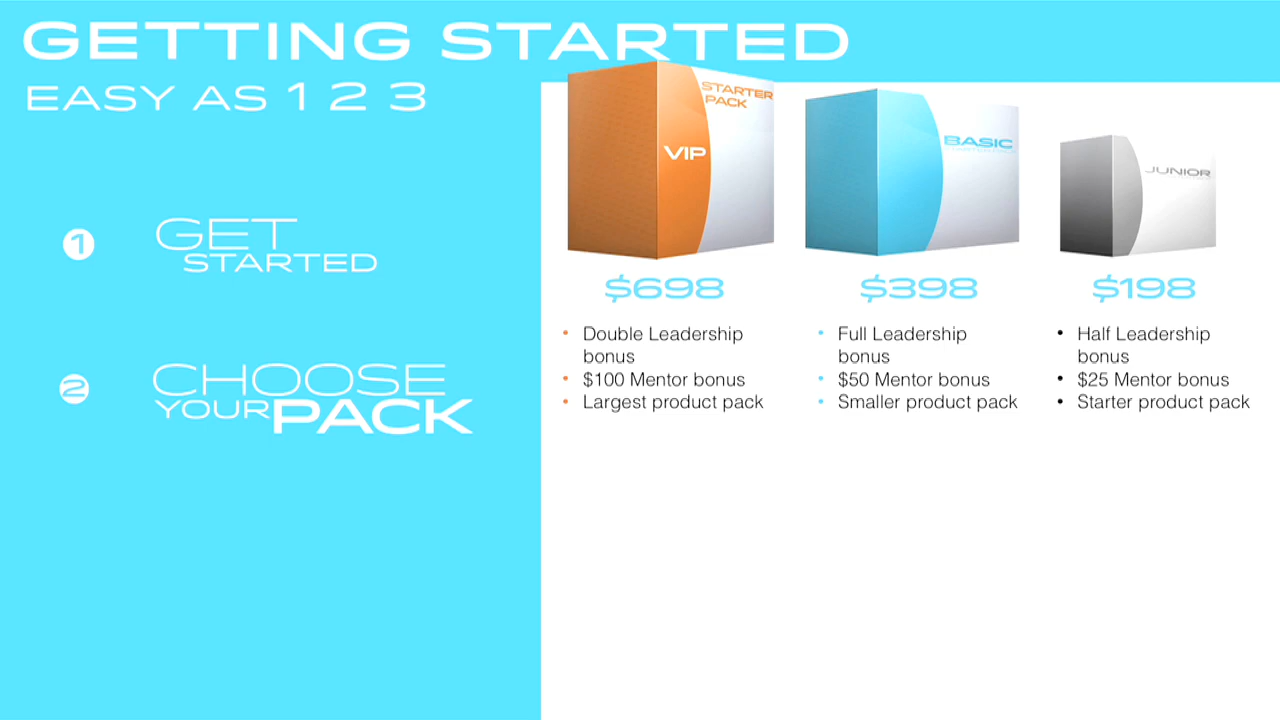 GETTING STARTED
EASY AS 1 2 3
1 GET
STARTED
2 CHOOSE
YOUR PACK
STARTER
PACK
VIP
BASIC
JUNIOR
$698
• Double Leadership
bonus
• $100 Mentor bonus
• Largest product pack
$398
• Full Leadership
bonus
• $50 Mentor bonus
• Smaller product pack
$198
• Half Leadership
bonus
• $25 Mentor bonus
• Starter product pack